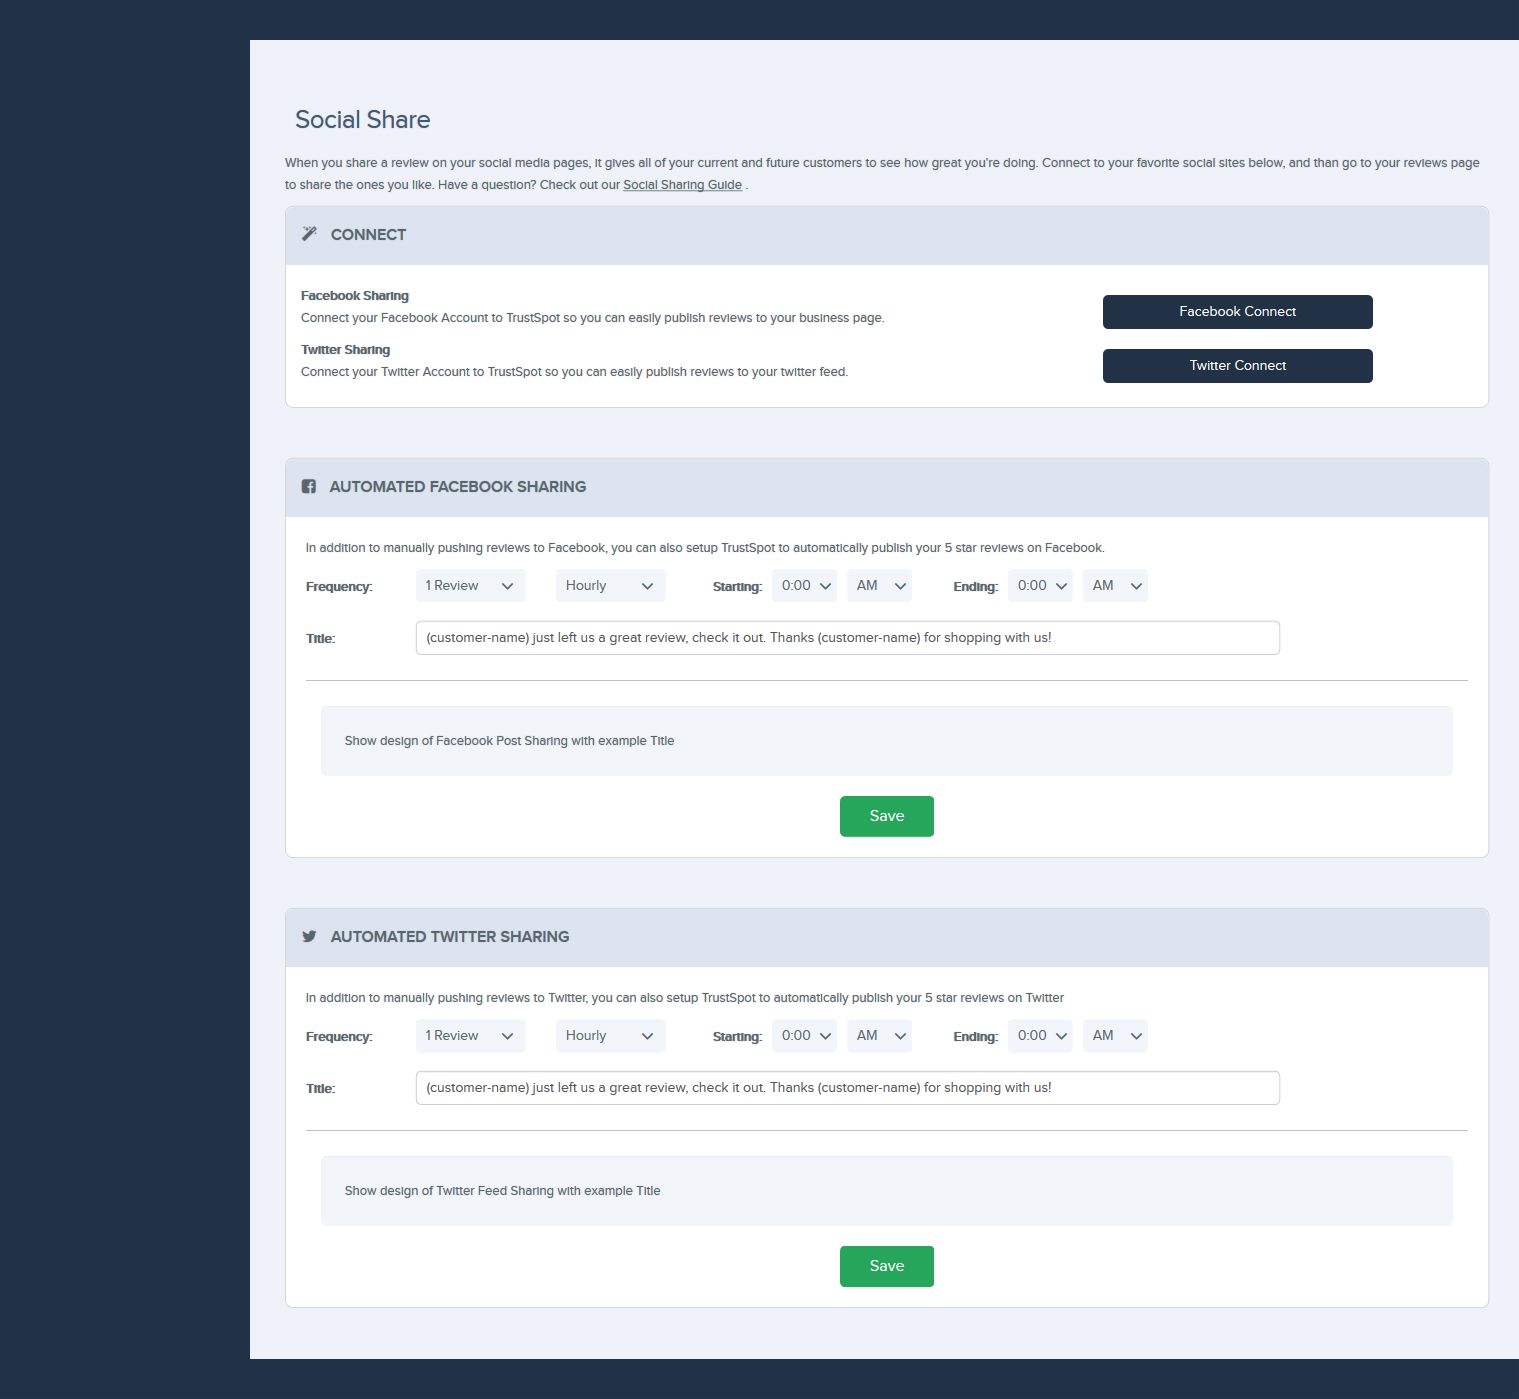 Social Share
When you share a review on your social media pages, it gives all of your current and future customers to see how great you're doing. Connect to your favorite social sites below, and than go to your reviews page
to share the ones you like. Have a question? Check out our Social Sharing Guide .
CONNECT
Facebook Sharing
Connect your Facebook Account to TrustSpot so you can easily publish reviews to your business page.
Facebook Connect
Twitter Sharing
Connect your Twitter Account to TrustSpot so you can easily publish reviews to your twitter feed.
Twitter Connect
AUTOMATED FACEBOOK SHARING
In addition to manually pushing reviews to Facebook, you can also setup TrustSpot to automatically publish your 5 star reviews on Facebook.
Frequency: 1 Review Hourly Starting: 0:00 AM Ending: 0:00 AM
Title: (customer-name) just left us a great review, check it out. Thanks (customer-name) for shopping with us!
Show design of Facebook Post Sharing with example Title
Save
AUTOMATED TWITTER SHARING
In addition to manually pushing reviews to Twitter, you can also setup TrustSpot to automatically publish your 5 star reviews on Twitter
Frequency: 1 Review Hourly Starting: 0:00 AM Ending: 0:00 AM
Title: (customer-name) just left us a great review, check it out. Thanks (customer-name) for shopping with us!
Show design of Twitter Feed Sharing with example Title
Save